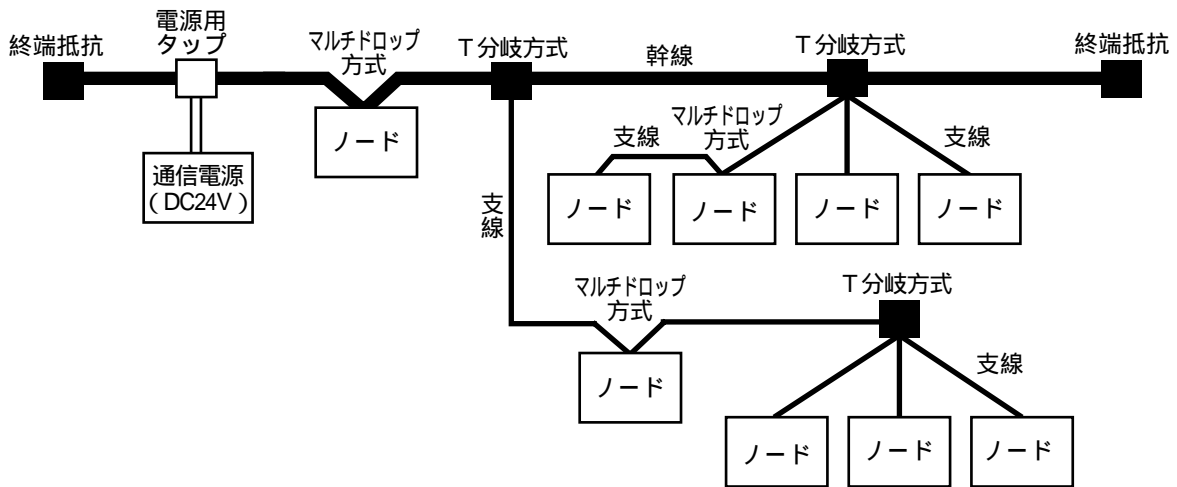 終端抵抗
電源用
タップ
マルチドロップ
方式
T分岐方式
幹線
T分岐方式
終端抵抗
ノード
通信電源
(DC24V)
支線
マルチドロップ
方式
支線
ノード
ノード
ノード
ノード
支線
マルチドロップ
方式
T分岐方式
ノード
支線
ノード
ノード
ノード